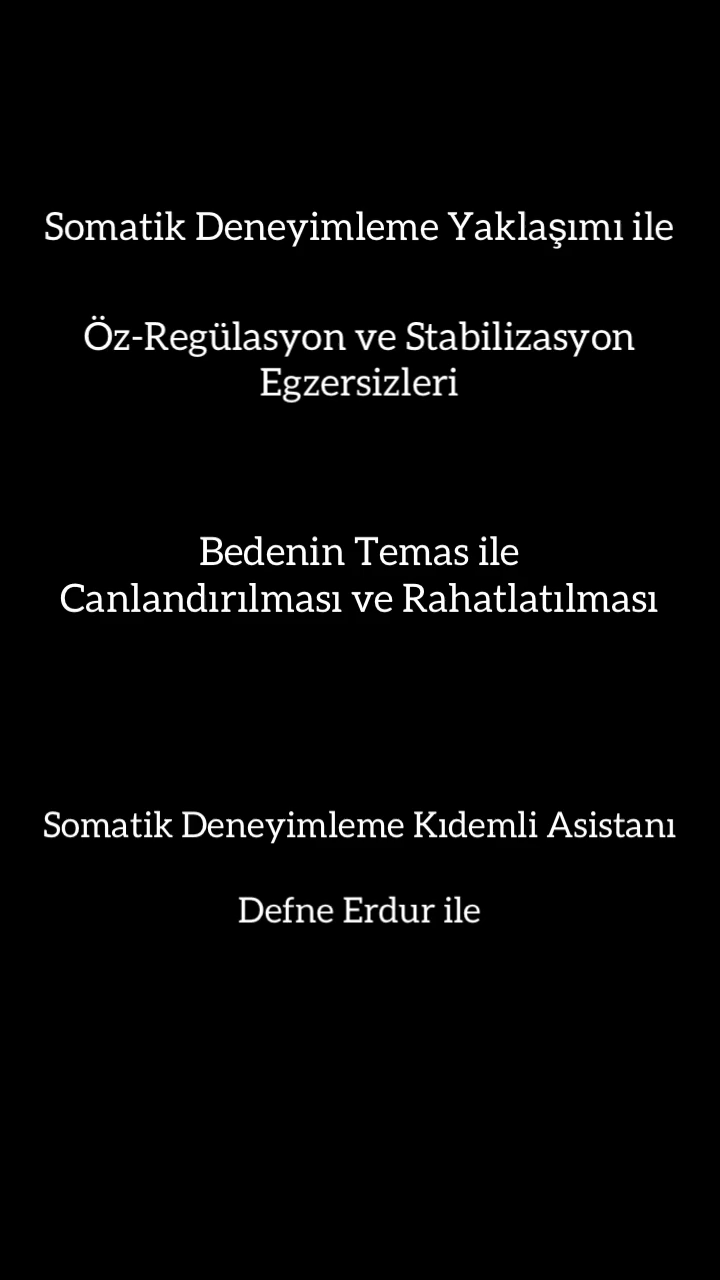 Somatik Deneyimleme Yaklaşımı ile
Öz-Regülasyon ve Stabilizasyon
Egzersizleri
Bedenin Temas ile
Canlandırılması ve Rahatlatılması
Somatik Deneyimleme Kıdemli Asistanı
Defne Erdur ile